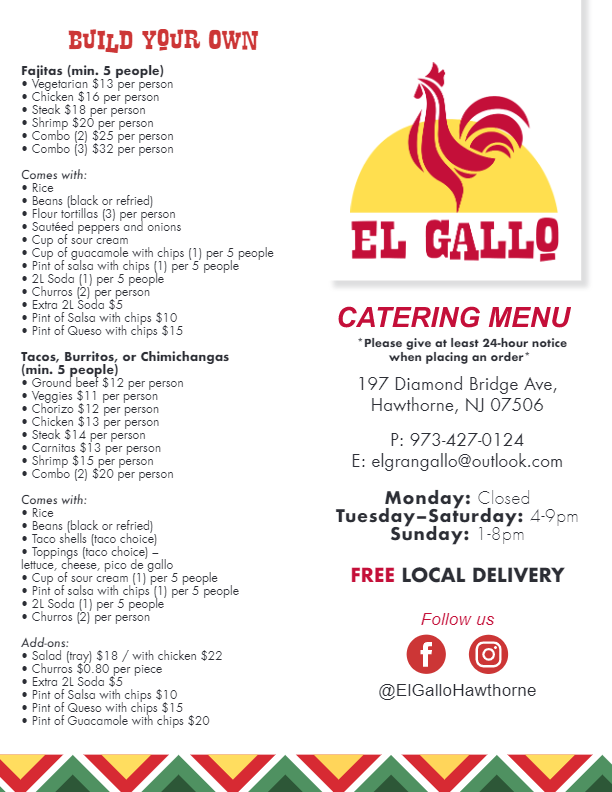 BUILD YOUR OWN
Fajitas (min. 5 people)
• Vegetarian $13 per person
• Chicken $16 per person
• Steak $18 per person
• Shrimp $20 per person
• Combo (2) $25 per person
• Combo (3) $32 per person
Comes with:
• Rice
• Beans (black or refried)
• Flour tortillas (3) per person
• Sautéed peppers and onions
• Cup of sour cream
• Cup of guacamole with chips (1) per 5 people
• Pint of salsa with chips (1) per 5 people
• 2L Soda (1) per 5 people
• Churros (2) per person
• Extra 2L Soda $5
• Pint of Salsa with chips $10
• Pint of Queso with chips $15
Tacos, Burritos, or Chimichangas
(min. 5 people)
• Ground beef $12 per person
• Veggies $11 per person
• Chorizo $12 per person
• Chicken $13 per person
• Steak $14 per person
• Carnitas $13 per person
• Shrimp $15 per person
• Combo (2) $20 per person
Comes with:
• Rice
• Beans (black or refried)
• Taco shells (taco choice)
• Toppings (taco choice) –
lettuce, cheese, pico de gallo
• Cup of sour cream (1) per 5 people
• Pint of salsa with chips (1) per 5 people
• 2L Soda (1) per 5 people
• Churros (2) per person
Add-ons:
• Salad (tray) $18 / with chicken $22
• Churros $0.80 per piece
• Extra 2L Soda $5
• Pint of Salsa with chips $10
• Pint of Queso with chips $15
• Pint of Guacamole with chips $20
EL GALLO
CATERING MENU
*Please give at least 24-hour notice
when placing an order*
197 Diamond Bridge Ave,
Hawthorne, NJ 07506
P: 973-427-0124
E: elgrangallo@outlook.com
Monday: Closed
Tuesday–Saturday: 4-9pm
Sunday: 1-8pm
FREE LOCAL DELIVERY
Follow us
@ElGalloHawthorne